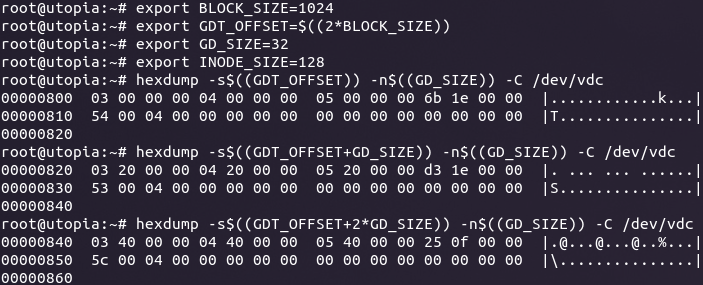 root@utopia:~# export BLOCK_SIZE=1024
root@utopia:~# export GDT_OFFSET=$((2*BLOCK_SIZE))
root@utopia:~# export GD_SIZE=32
root@utopia:~# export INODE_SIZE=128
root@utopia:~# hexdump -s$((GDT_OFFSET)) -n$((GD_SIZE)) -C /dev/vdc
00000800  03 00 00 00 04 00 00 00  05 00 00 00 6b 1e 00 00  |............k...|
00000810  54 00 04 00 00 00 00 00  00 00 00 00 00 00 00 00  |T...............|
00000820
root@utopia:~# hexdump -s$((GDT_OFFSET+GD_SIZE)) -n$((GD_SIZE)) -C /dev/vdc
00000820  03 20 00 00 04 20 00 00  05 20 00 00 d3 1e 00 00  |. ... ... ......|
00000830  53 00 04 00 00 00 00 00  00 00 00 00 00 00 00 00  |S...............|
00000840
root@utopia:~# hexdump -s$((GDT_OFFSET+2*GD_SIZE)) -n$((GD_SIZE)) -C /dev/vdc
00000840  03 40 00 00 04 40 00 00  05 40 00 00 25 0f 00 00  |.@...@...@..%...|
00000850  5c 00 04 00 00 00 00 00  00 00 00 00 00 00 00 00  |\...............|
00000860